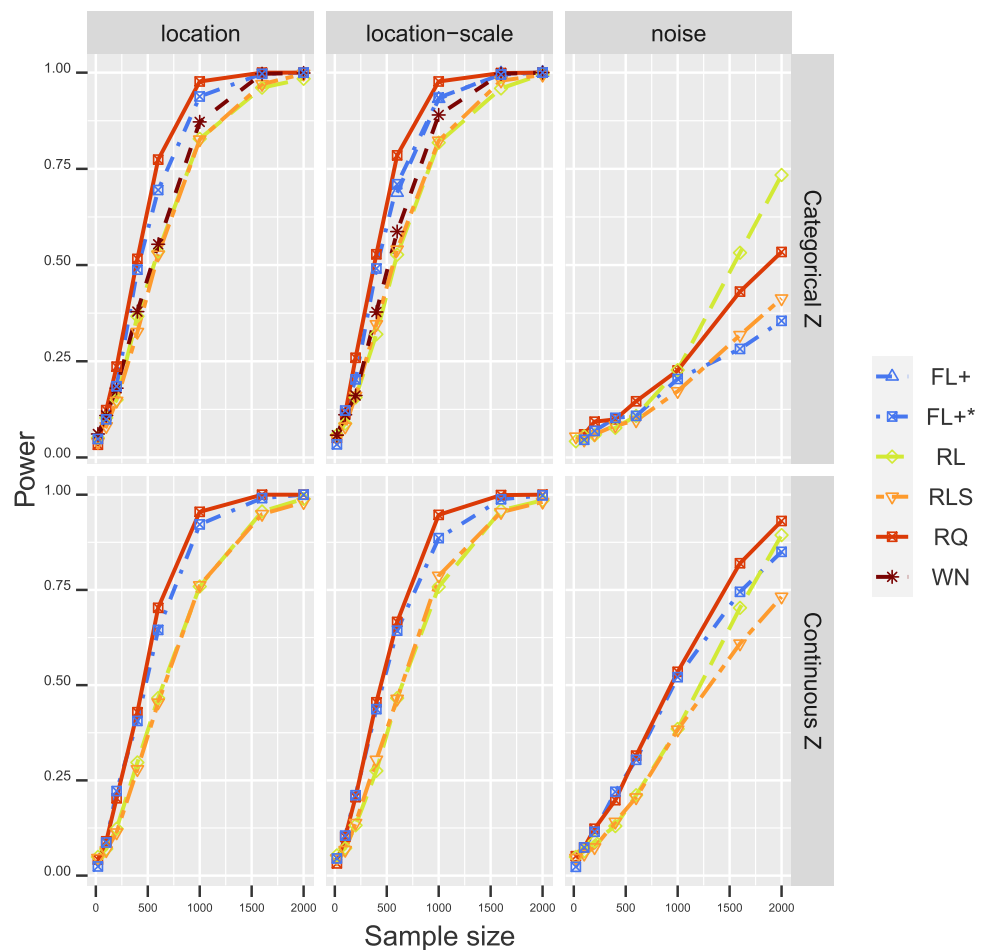 location
location−scale
noise
1.00
0.75
0.50
0.25
0.00
Categorical Z
Power
1.00
0.75
0.50
0.25
0.00
Continuous Z
0 500 1000 1500 2000
0 500 1000 1500 2000
0 500 1000 1500 2000
Sample size
FL+
FL+*
RL
RLS
RQ
WN